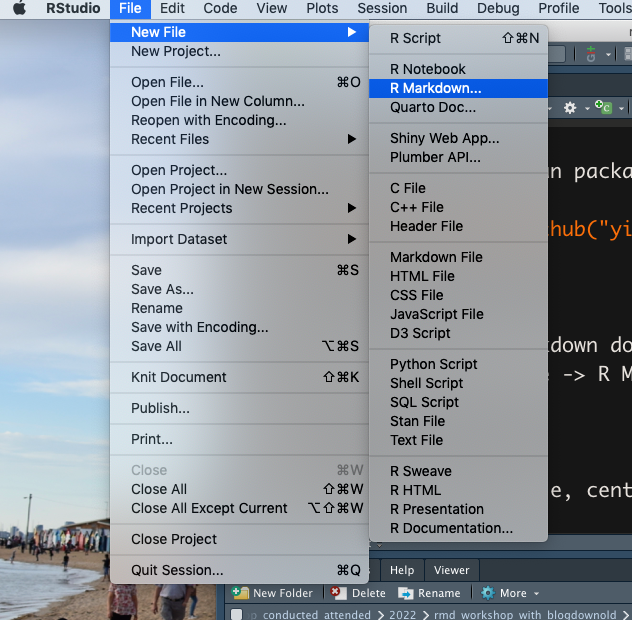 RStudio File Edit Code View Plots Session Build Debug Profile Tools
New File
New Project...
Open File... ⌘O
Open File in New Column...
Reopen with Encoding...
Recent Files
Open Project...
Open Project in New Session...
Recent Projects
Import Dataset
Save ⌘S
Save As...
Rename
Save with Encoding...
Save All ⌥⌘S
Knit Document ⇧⌘K
Publish...
Print...
Close ⌘W
Close All ⇧⌘W
Close All Except Current ⌥⇧⌘W
Close Project
Quit Session... ⌘Q
R Script ⇧⌘N
R Notebook
R Markdown...
Quarto Doc...
Shiny Web App...
Plumber API...
C File
C++ File
Header File
Markdown File
HTML File
CSS File
JavaScript File
D3 Script
Python Script
Shell Script
SQL Script
Stan File
Text File
R Sweave
R HTML
R Presentation
R Documentation...
n packa
hub("yi
down do
-> R M
e, cent
Help Viewer
New Folder Delete Rename More
conducted_attended 2022 rmd_workshop_with_blogdownold